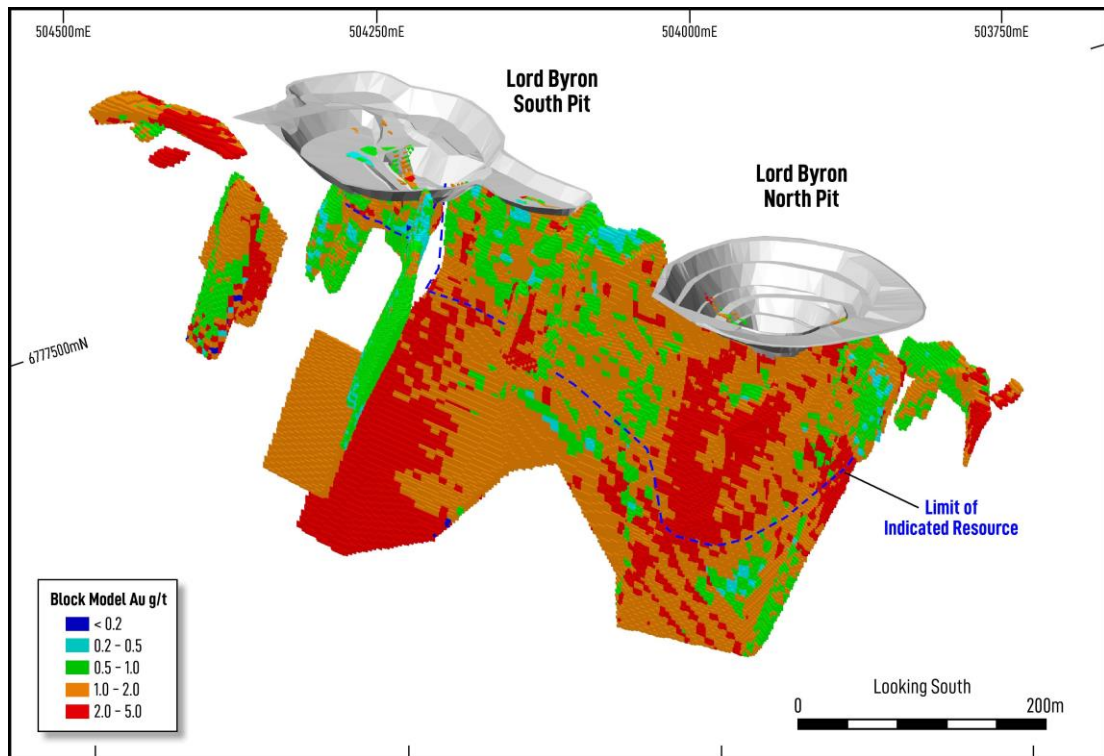 504500mE
504250mE
504000mE
503750mE
Lord Byron
South Pit
Lord Byron
North Pit
6777500mN
Limit of
Indicated Resource
Block Model Au g/t
< 0.2
0.2 – 0.5
0.5 – 1.0
1.0 – 2.0
2.0 – 5.0
Looking South
0
200m